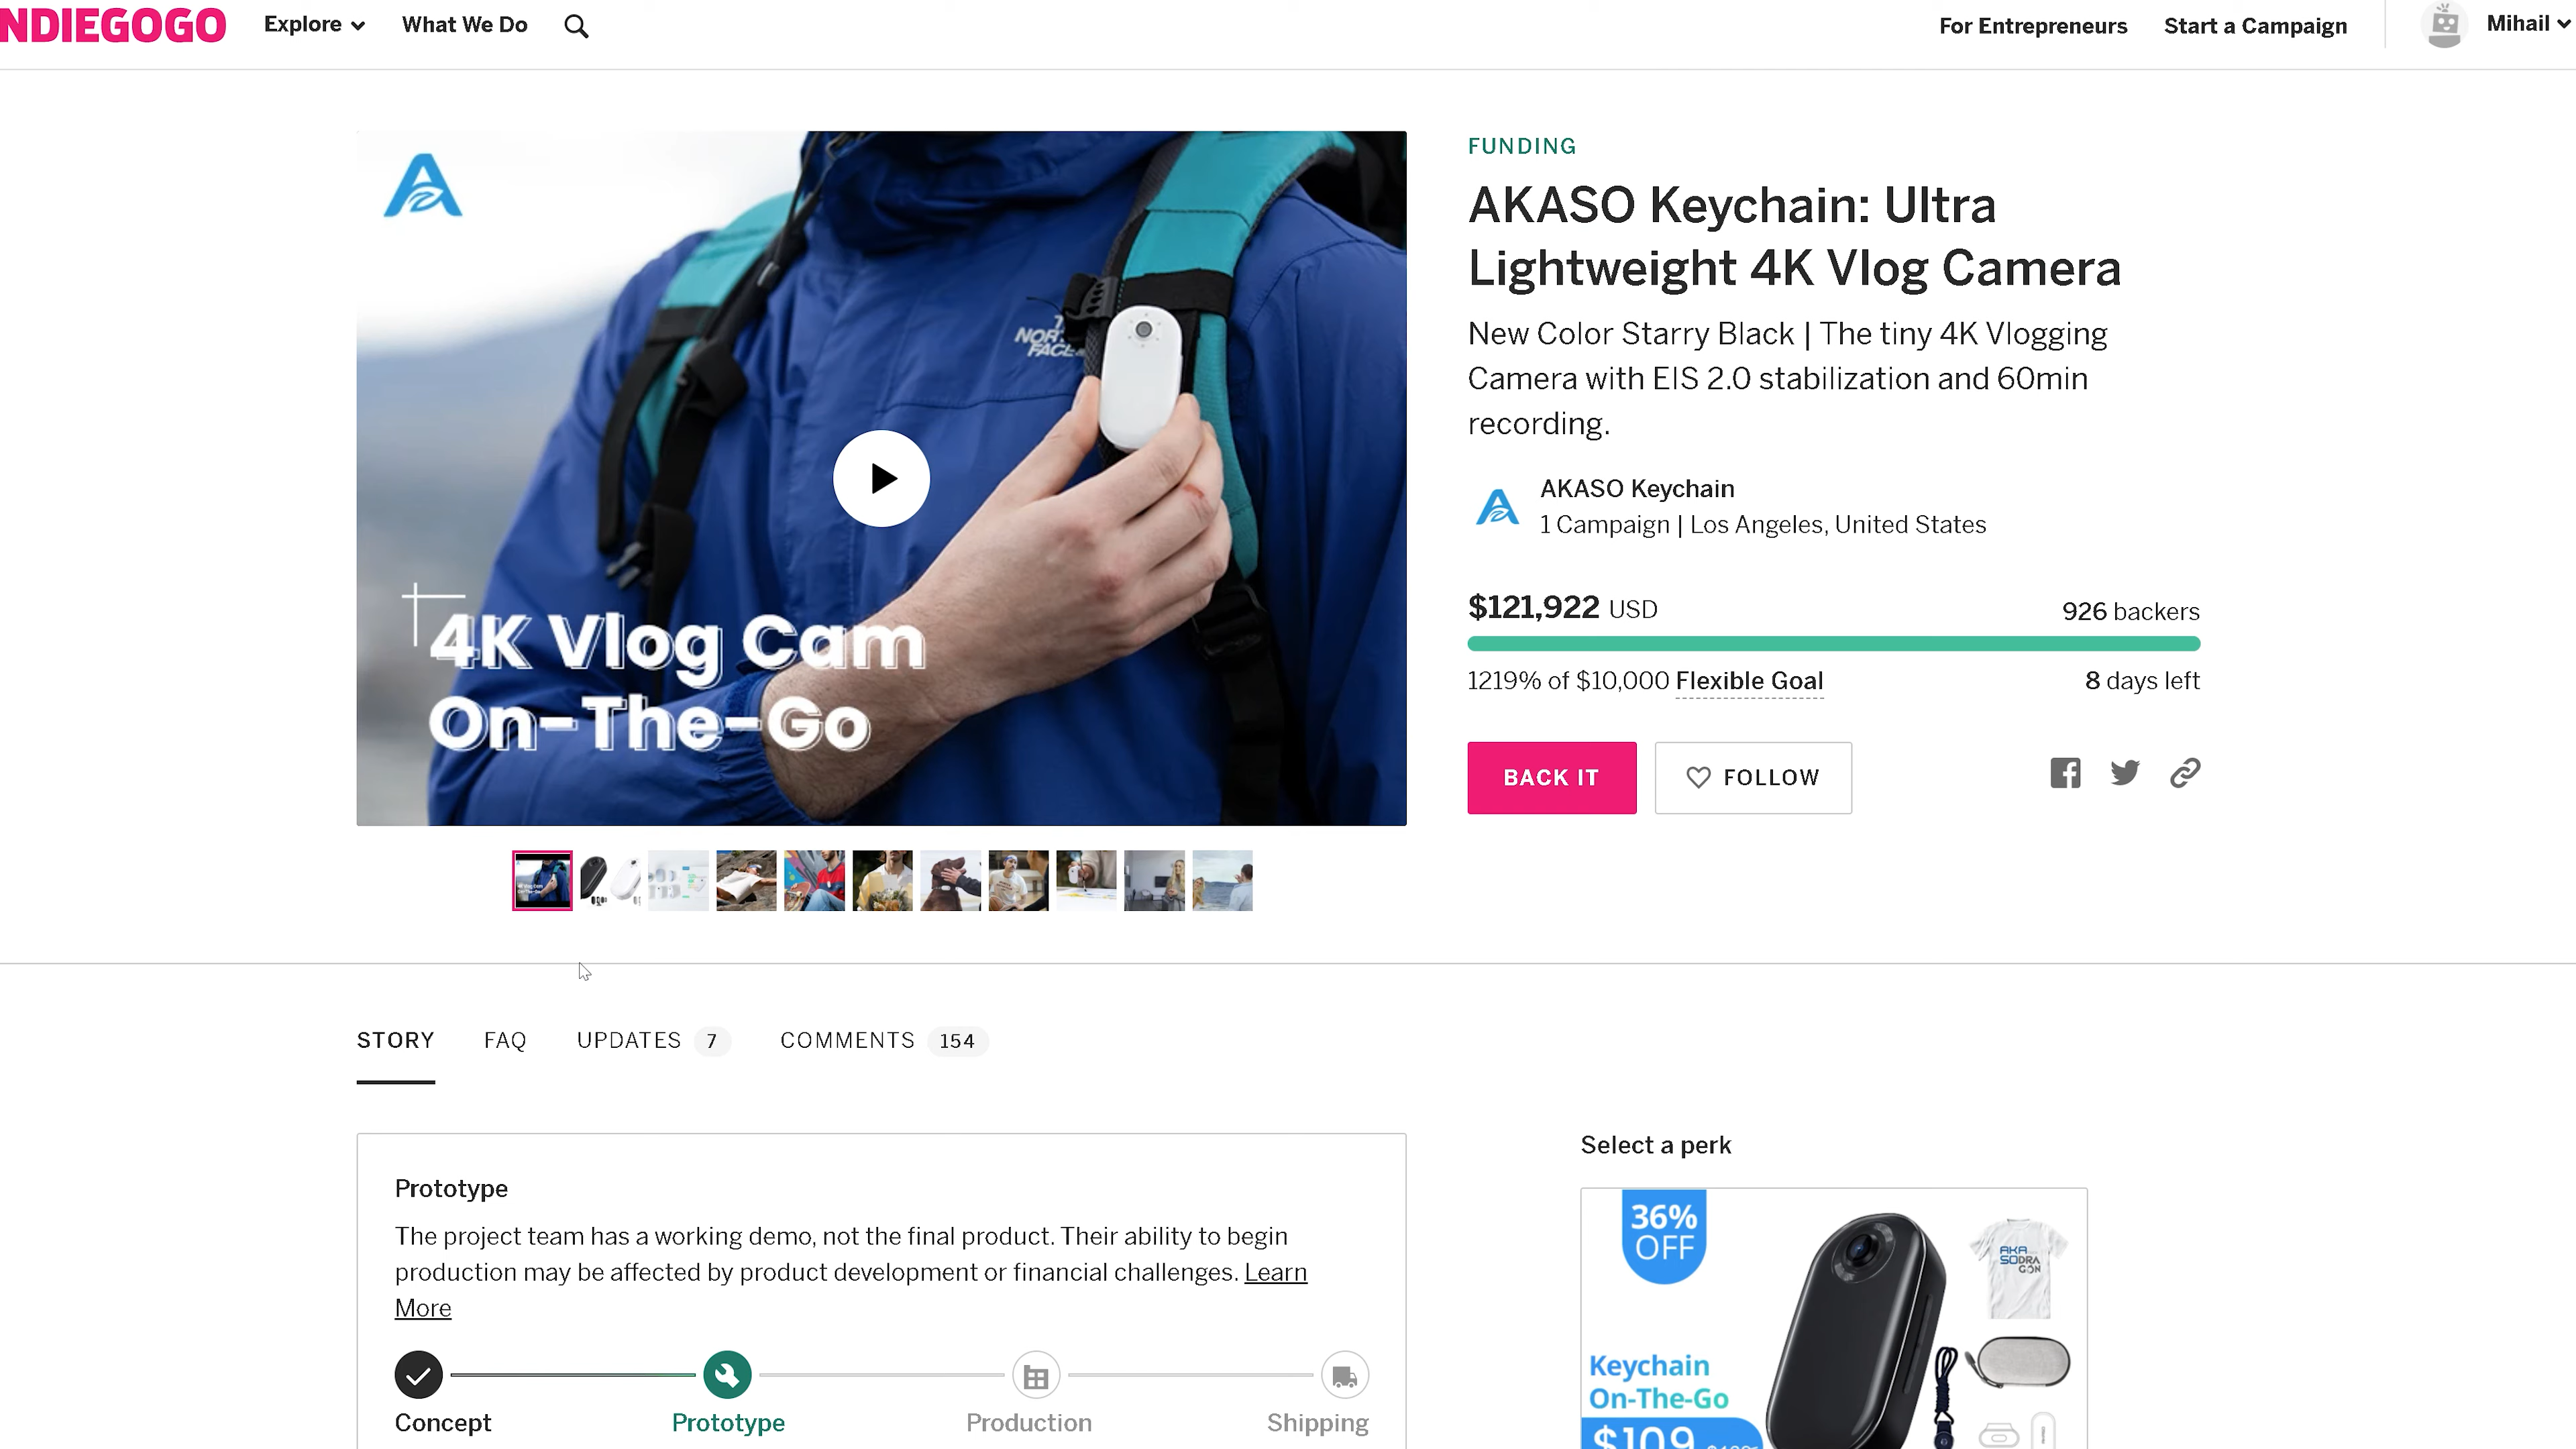 NDIEGOGO
Explore
What We Do
For Entrepreneurs
Start a Campaign
Mihail
FUNDING
AKASO Keychain: Ultra
Lightweight 4K Vlog Camera
New Color Starry Black | The tiny 4K Vlogging
Camera with EIS 2.0 stabilization and 60min
recording.
AKASO Keychain
1 Campaign | Los Angeles, United States
$121,922 USD
926 backers
1219% of $10,000 Flexible Goal
8 days left
BACK IT
FOLLOW
NORTH
FACE
4K Vlog Cam
On-The-Go
STORY
FAQ
UPDATES 7
COMMENTS 154
Prototype
The project team has a working demo, not the final product. Their ability to begin
production may be affected by product development or financial challenges. Learn
More
Concept
Prototype
Production
Shipping
Select a perk
36%
OFF
AKA
SODRA
GON
Keychain
On-The-Go
$109